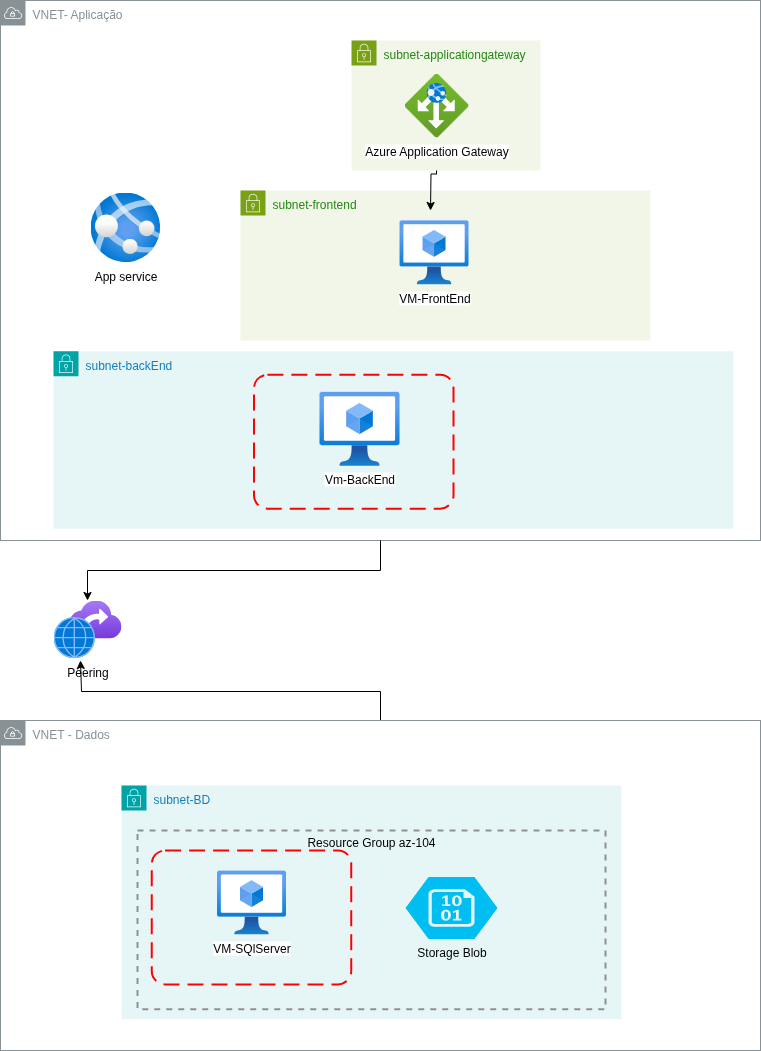 VNET- Aplicação
subnet-applicationgateway
Azure Application Gateway
subnet-frontend
App service
VM-FrontEnd
subnet-backEnd
Vm-BackEnd
Peering
VNET - Dados
subnet-BD
Resource Group az-104
10
01
VM-SQlServer
Storage Blob